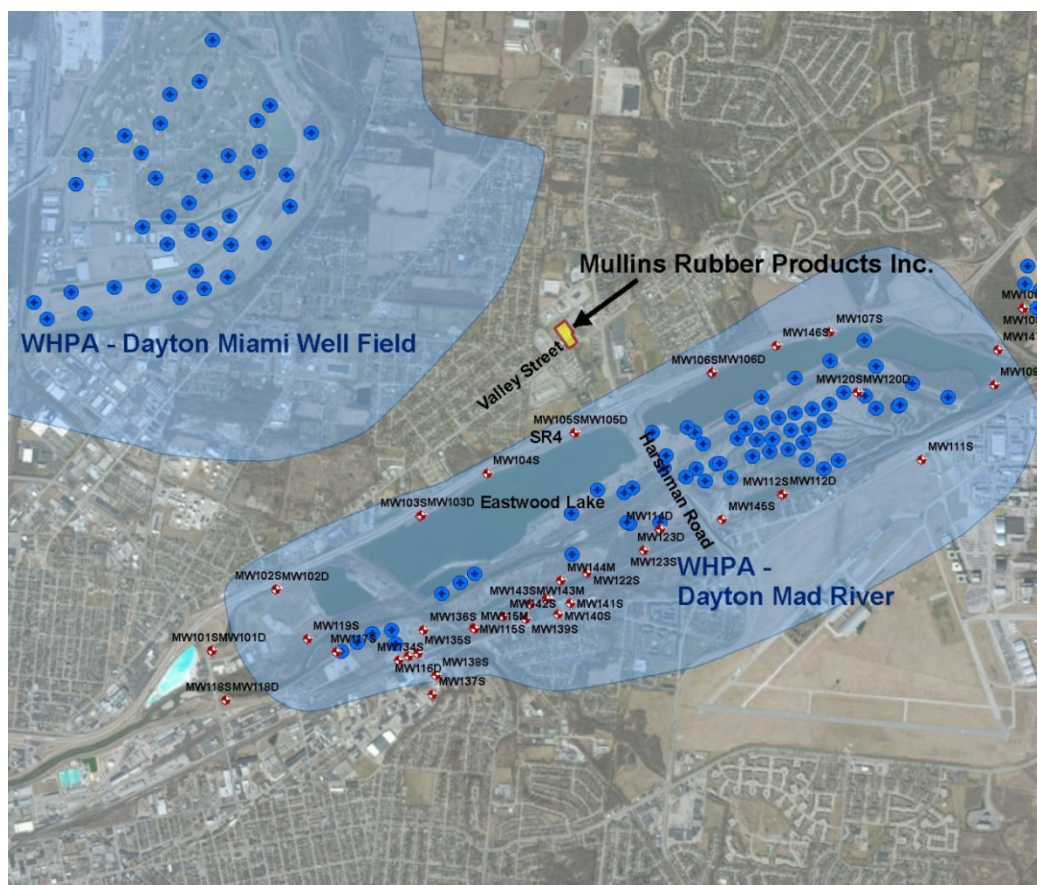 Mullins Rubber Products Inc.
WHPA - Dayton Miami Well Field
Valley Street
MW107S
MW146S
MW106SMW106D
MW120SMW120D
MW105SMW105D
SR4
Harshman Road
MW104S
MW111S
MW112SMW112D
MW103SMW103D
Eastwood Lake
MW145S
MW114D
MW123D
MW123S
WHPA -
Dayton Mad River
MW144M
MW122S
MW102SMW102D
MW143SMW143M
MW142S
MW141S
MW115M
MW140S
MW136S
MW115S
MW139S
MW119S
MW117S
MW135S
MW134S
MW101SMW101D
MW116D
MW138S
MW137S
MW118SMW118D